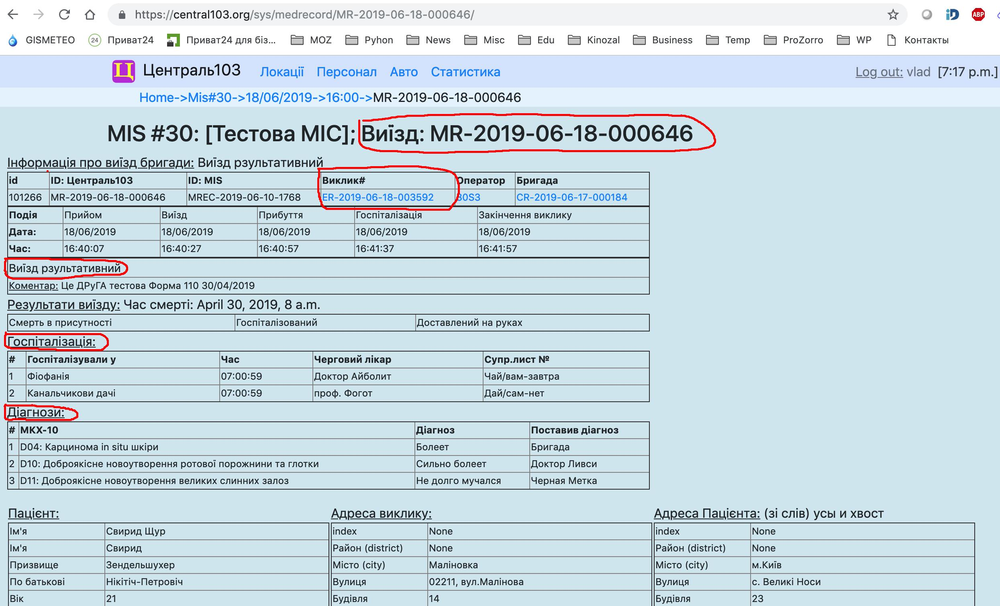 https://central103.org/sys/medrecord/MR-2019-06-18-000646/
ABP
GISMETEO 24 Приват24 Приват24 для біз... MOZ Pyhon News Misc Edu Kinozal Business Temp ProZorro WP Контакты
Ц Централь103 Локації Персонал Авто Статистика Log out: vlad [7:17 p.m.]
Home->Mis#30->18/06/2019->16:00->MR-2019-06-18-000646
MIS #30: [Тестова МІС]; Виїзд: MR-2019-06-18-000646
Інформація про виїзд бригади: Виїзд рзультативний
id ID: Централь103 ID: MIS Виклик# Оператор Бригада
101266 MR-2019-06-18-000646 MREC-2019-06-10-1768 ER-2019-06-18-003592 30S3 CR-2019-06-17-000184
Подія Прийом Виїзд Прибуття Госпіталізація Закінчення виклику
Дата: 18/06/2019 18/06/2019 18/06/2019 18/06/2019 18/06/2019
Час: 16:40:07 16:40:27 16:40:57 16:41:37 16:41:57
Виїзд рзультативний
Коментар: Це ДРуГА тестова Форма 110 30/04/2019
Результати виїзду: Час смерті: April 30, 2019, 8 a.m.
Смерть в присутності Госпіталізований Доставлений на руках
Госпіталізація:
# Госпіталізували у Час Черговий лікар Супр.лист №
1 Фіофанія 07:00:59 Доктор Айболит Чай/вам-завтра
2 Канальчикови дачі 07:00:59 проф. Фогот Дай/сам-нет
Діагнози:
# МКХ-10 Діагноз Поставив діагноз
1 D04: Карцинома in situ шкіри Болеет Бригада
2 D10: Доброякісне новоутворення ротової порожнини та глотки Сильно болеет Доктор Ливси
3 D11: Доброякісне новоутворення великих слинних залоз Не долго мучался Черная Метка
Пацієнт: Адреса виклику: Адреса Пацієнта: (зі слів) усы и хвост
Ім'я Свирид Щур index None index None
Ім'я Свирид Район (district) None Район (district) None
Призвище Зендельшухер Місто (city) Маліновка Місто (city) м.Київ
По батькові Нікітіч-Петровіч Вулиця 02211, вул.Малінова Вулиця с. Великі Носи
Вік 21 Будівля 14 Будівля 23